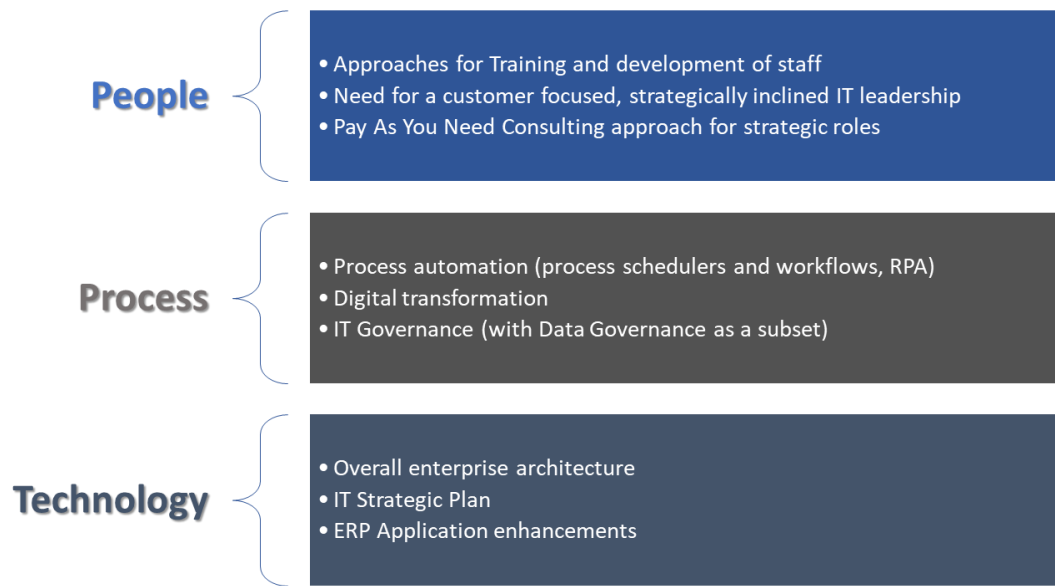 People
• Approaches for Training and development of staff
• Need for a customer focused, strategically inclined IT leadership
• Pay As You Need Consulting approach for strategic roles
Process
• Process automation (process schedulers and workflows, RPA)
• Digital transformation
• IT Governance (with Data Governance as a subset)
Technology
• Overall enterprise architecture
• IT Strategic Plan
• ERP Application enhancements